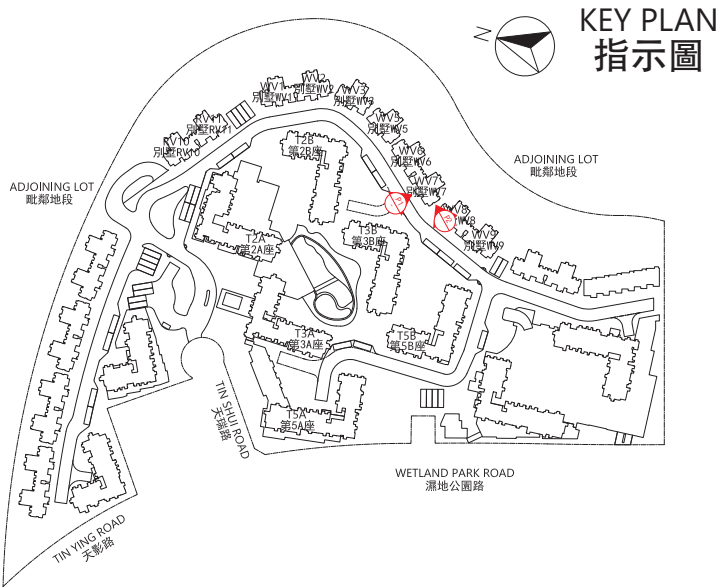 KEY PLAN
指示圖
N
WV1
別墅WV1
WV2
別墅WV2
WV3
別墅WV3
WV5
別墅WV5
WV6
別墅WV6
WV7
別墅WV7
WV8
WV8
WV9
別墅WV9
RV11
別墅RV11
RV10
別墅RV10
T2B
第2B座
ADJOINING LOT
毗鄰地段
ADJOINING LOT
毗鄰地段
P1
P2
T2A
第2A座
T3B
第3B座
T3A
第3A座
T5B
第5B座
T5A
第5A座
TIN SHUI ROAD
天瑞路
WETLAND PARK ROAD
濕地公園路
TIN YING ROAD
天影路